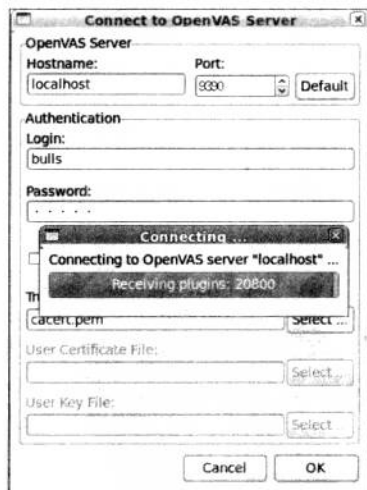 Connect to OpenVAS Server
OpenVAS Server
Hostname: Port:
localhost 9390 Default
Authentication
Login:
bulls
Password:
. . . . .
Connecting ...
Connecting to OpenVAS server "localhost" ...
Receiving plugins: 20800
cacert.pem Select ...
User Certificate File:
Select ...
User Key File:
Select ...
Cancel OK